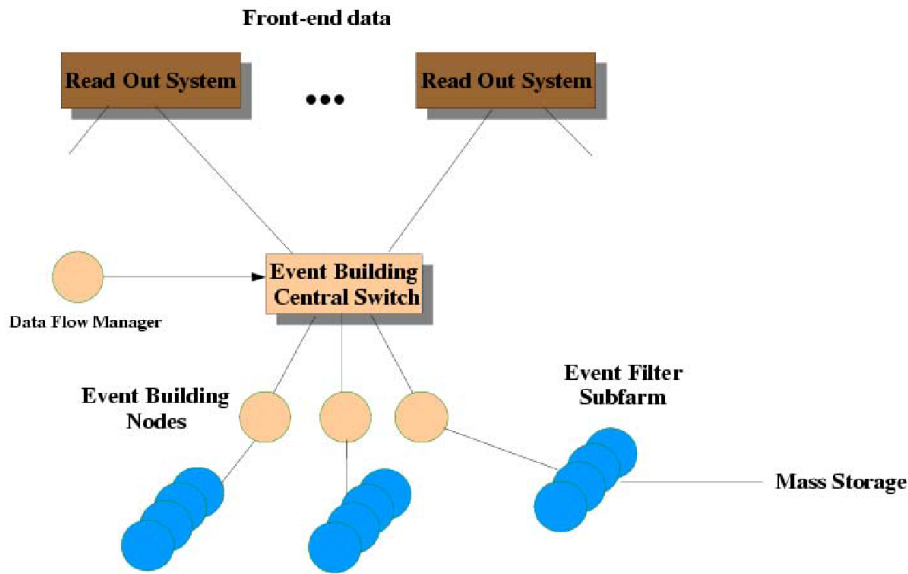 Front-end data
Read Out System
Read Out System
Event Building
Central Switch
Data Flow Manager
Event Building
Nodes
Event Filter
Subfarm
Mass Storage